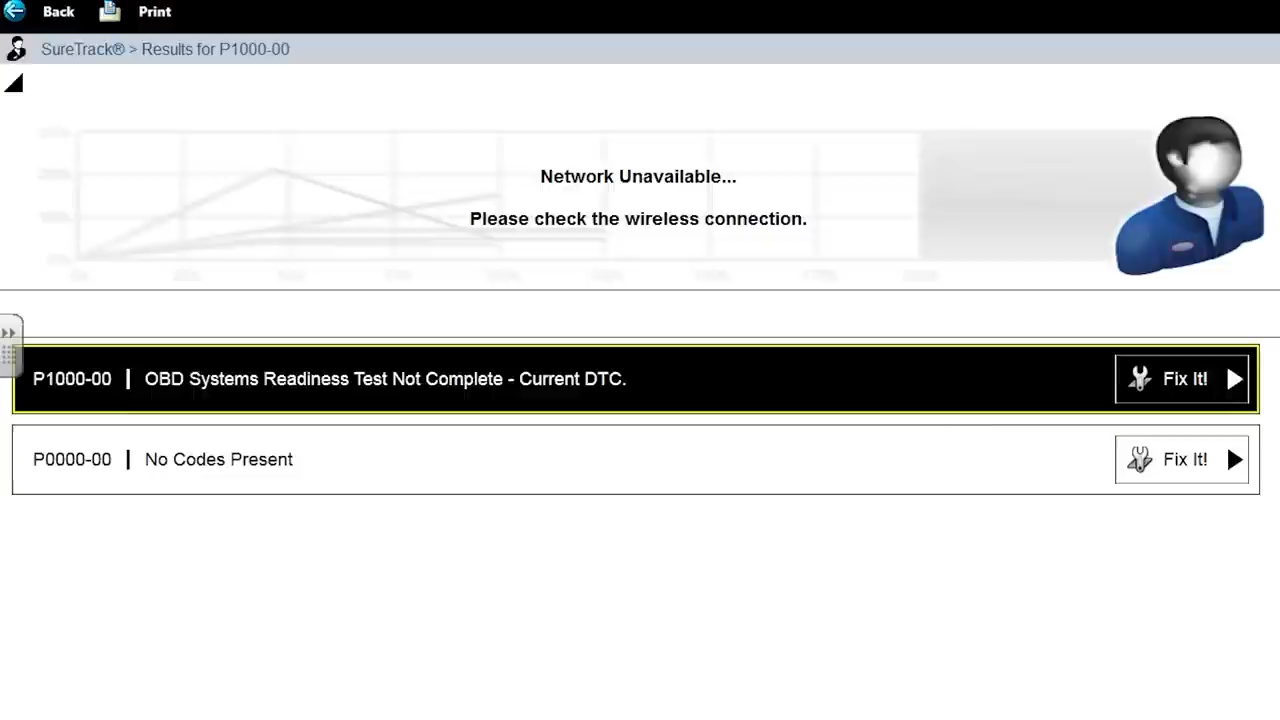 Back Print
SureTrack® > Results for P1000-00
Network Unavailable...
Please check the wireless connection.
P1000-00 | OBD Systems Readiness Test Not Complete - Current DTC. Fix It!
P0000-00 | No Codes Present Fix It!